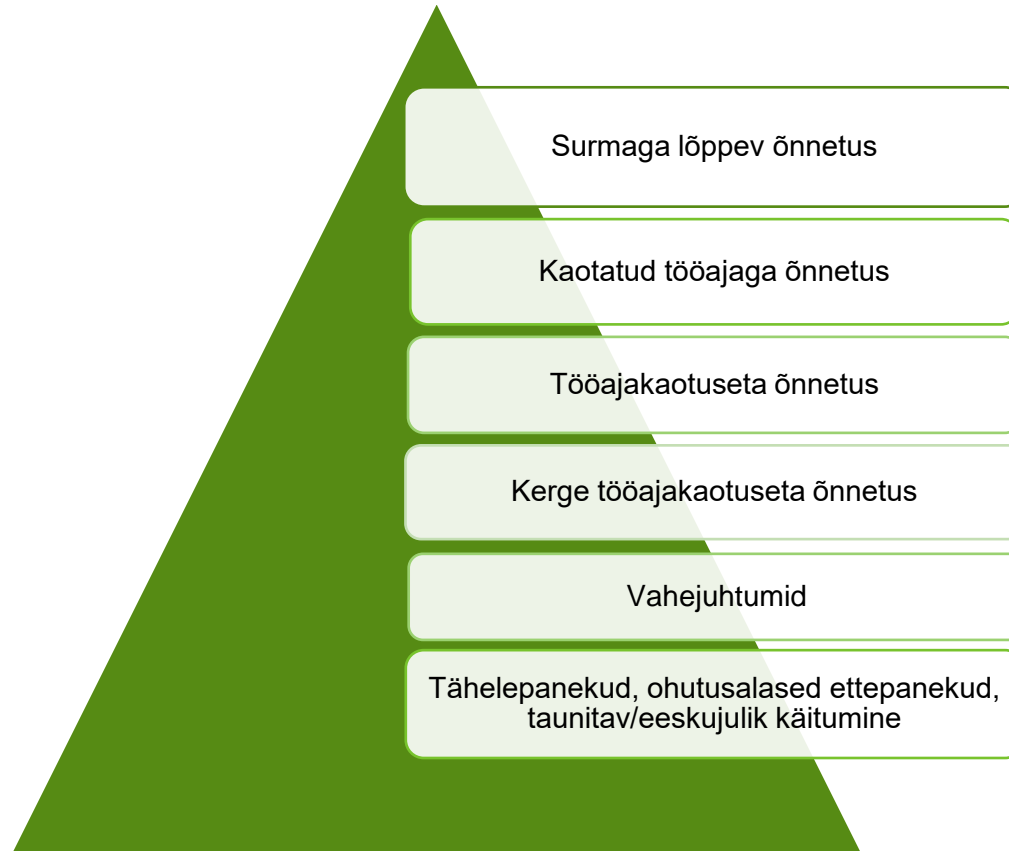 Surmaga lõppev õnnetus
Kaotatud tööajaga õnnetus
Tööajakaotuseta õnnetus
Kerge tööajakaotuseta õnnetus
Vahejuhtumid
Tähelepanekud, ohutusalased ettepanekud,
taunitav/eeskujulik käitumine